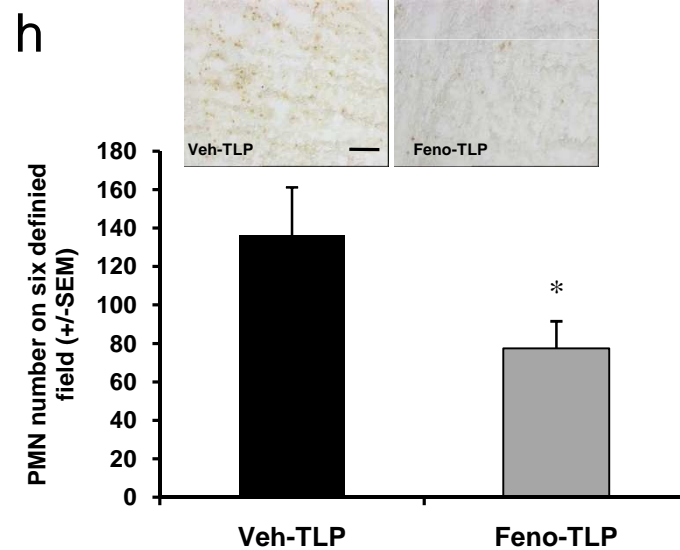 h
Veh-TLP
Feno-TLP
180
160
140
120
100
80
60
40
20
0
PMN number on six definied
field (+/-SEM)
*
Veh-TLP
Feno-TLP